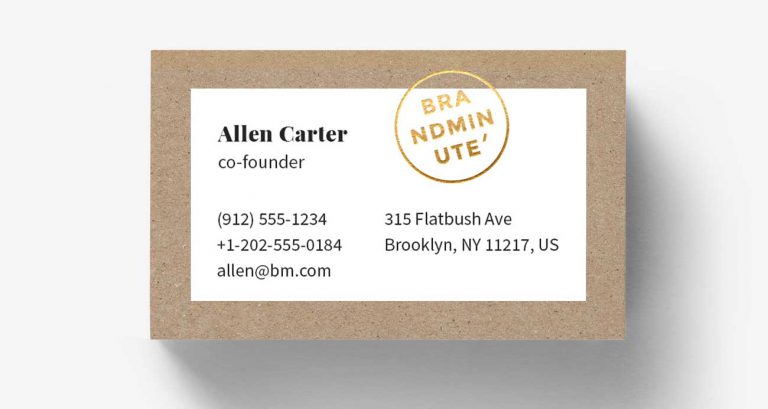 BRA
NDMIN
UTE′
Allen Carter
co-founder
(912) 555-1234
+1-202-555-0184
allen@bm.com
315 Flatbush Ave
Brooklyn, NY 11217, US